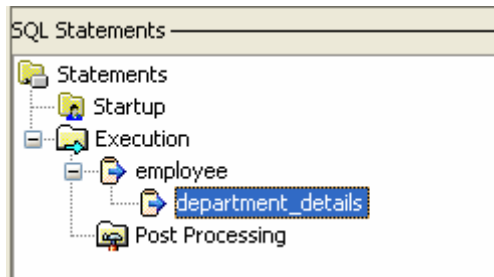 SQL Statements
Statements
Startup
Execution
employee
department_details
Post Processing